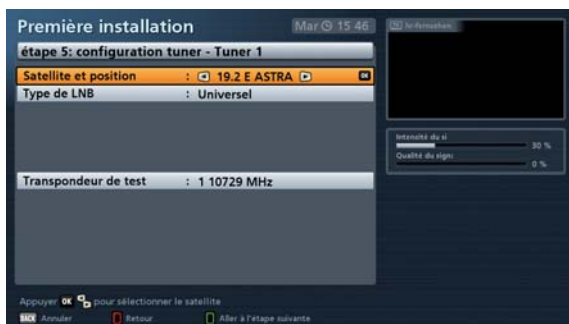 Première installation
Mar 15 46
étape 5: configuration tuner - Tuner 1
Satellite et position : 19.2 E ASTRA OK
Type de LNB : Universel
Intensité du si
30 %
Qualité du sign:
0 %
Transpondeur de test : 1 10729 MHz
Appuyer OK pour sélectionner le satellite
BACK Annuler Retour Aller à l'étape suivante